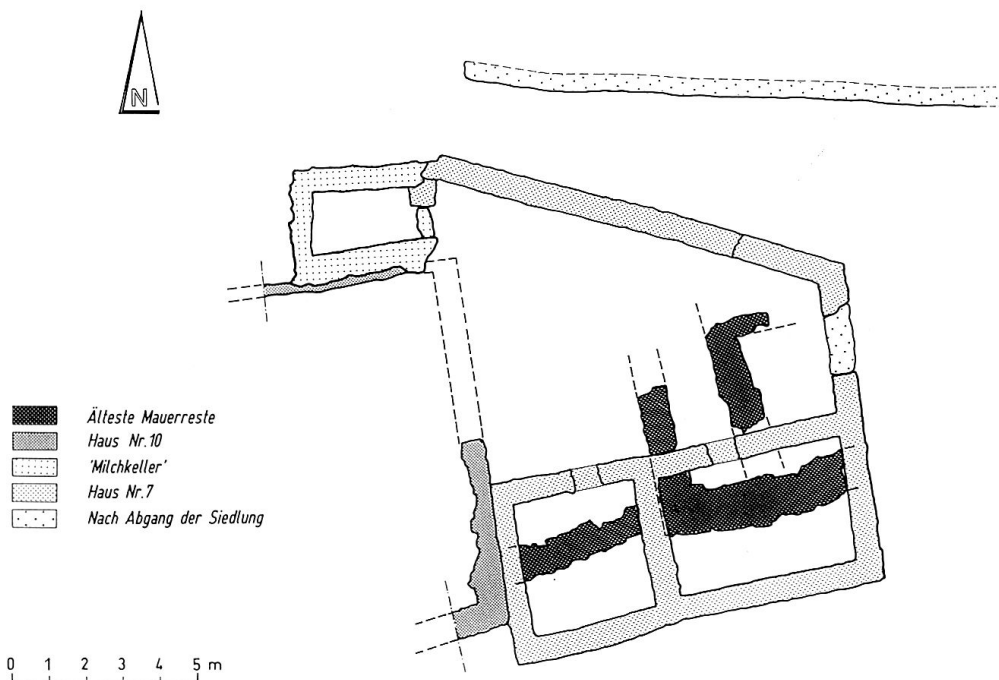 N
Älteste Mauerreste
Haus Nr.10
'Milchkeller'
Haus Nr.7
Nach Abgang der Siedlung
0 1 2 3 4 5 m